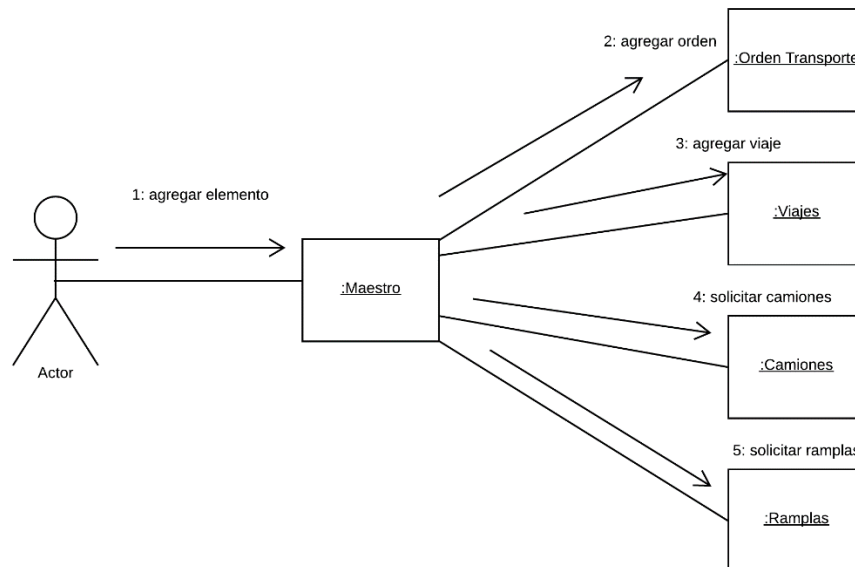 2: agregar orden
:Orden Transporte
3: agregar viaje
1: agregar elemento
:Viajes
:Maestro
4: solicitar camiones
:Camiones
Actor
5: solicitar ramplas
:Ramplas